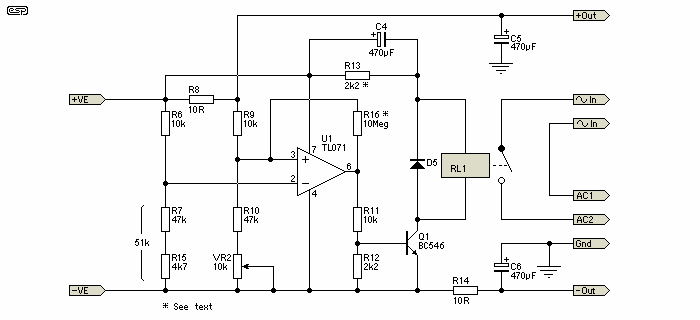 esp
+Out
C4
+
470µF
+
C5
470µF
R13
2k2 *
+VE
R8
10R
In
R6
10k
R9
10k
R16 *
10Meg
In
U1
TL071
7
3
+
6
2
−
4
D5
RL1
R7
47k
R10
47k
R11
10k
AC1
AC2
51k
Q1
BC546
Gnd
R15
4k7
VR2
10k
R12
2k2
+
C6
470µF
R14
10R
−VE
−Out
* See text